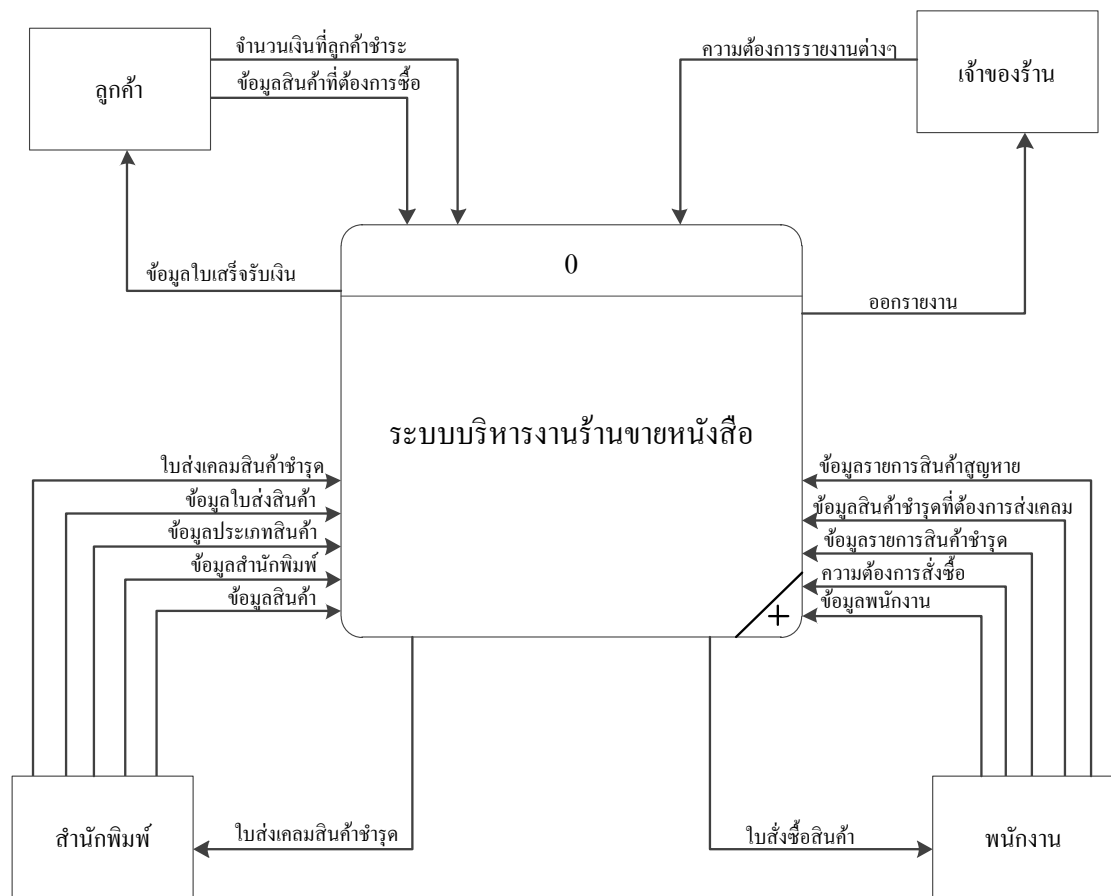 จำนวนเงินที่ลูกค้าชำระ
ความต้องการรายงานต่างๆ
ข้อมูลสินค้าที่ต้องการซื้อ
ลูกค้า
เจ้าของร้าน
0
ข้อมูลใบเสร็จรับเงิน
ออกรายงาน
ระบบบริหารงานร้านขายหนังสือ
ใบส่งเคลมสินค้าชำรุด
ข้อมูลใบส่งสินค้า
ข้อมูลประเภทสินค้า
ข้อมูลสำนักพิมพ์
ข้อมูลสินค้า
ข้อมูลรายการสินค้าสูญหาย
ข้อมูลสินค้าชำรุดที่ต้องการส่งเคลม
ข้อมูลรายการสินค้าชำรุด
ความต้องการสั่งซื้อ
ข้อมูลพนักงาน
สำนักพิมพ์
ใบส่งเคลมสินค้าชำรุด
ใบสั่งซื้อสินค้า
พนักงาน